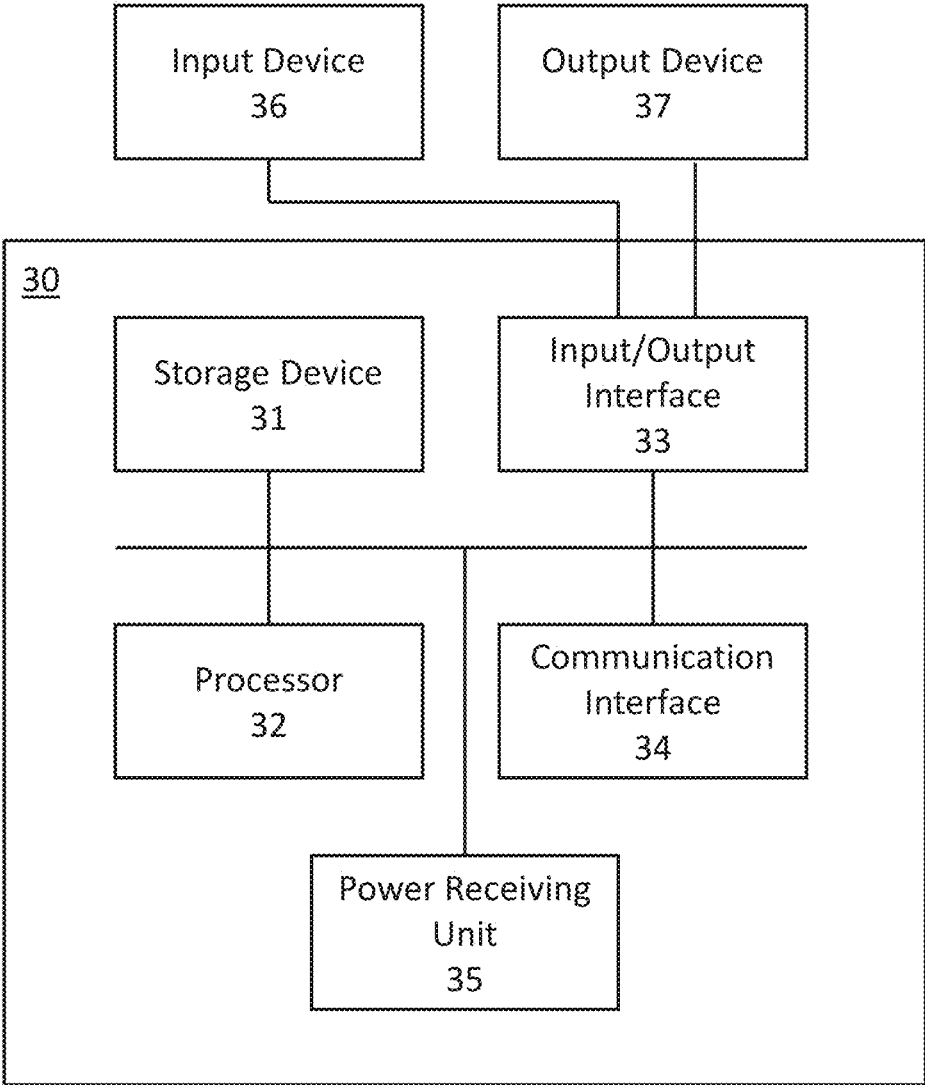 Input Device
36
Output Device
37
30
Storage Device
31
Input/Output
Interface
33
Processor
32
Communication
Interface
34
Power Receiving
Unit
35